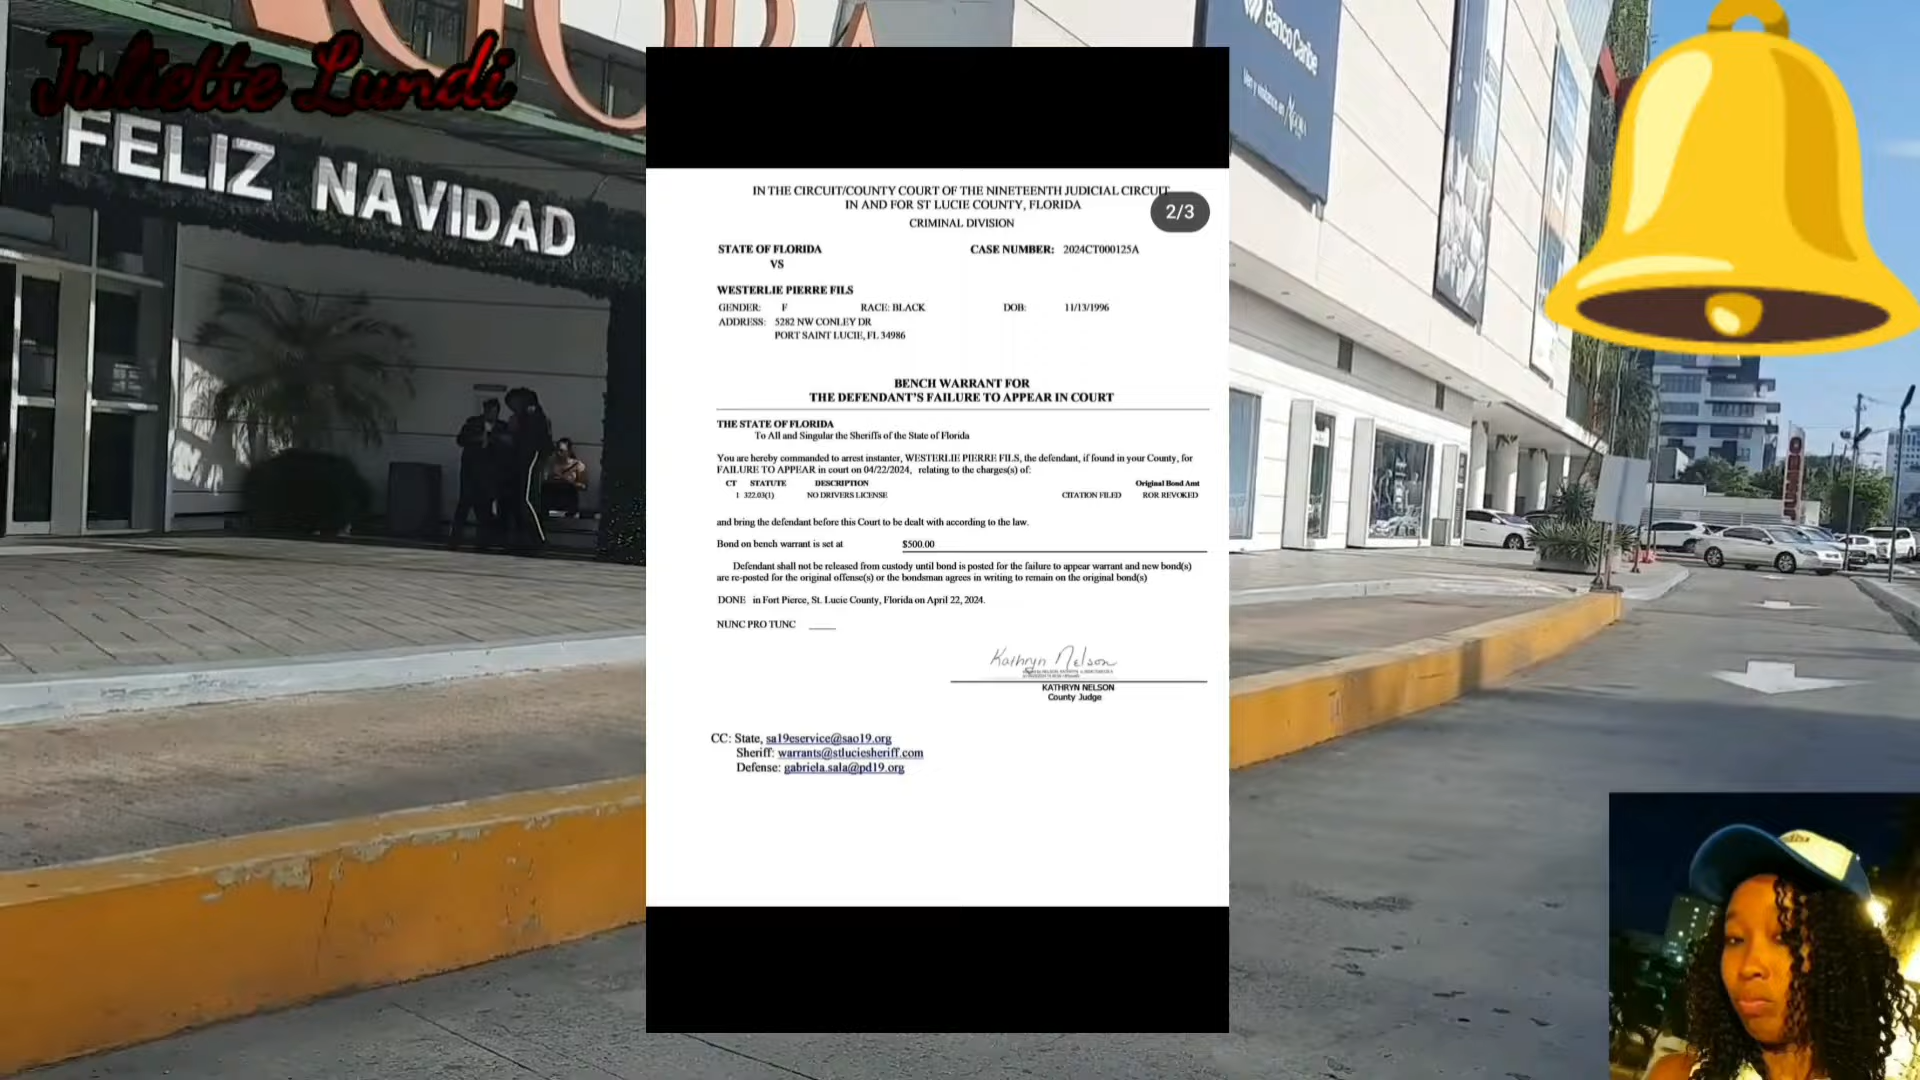 Juliette Lundi
FELIZ NAVIDAD
Banco Caribe
2/3
IN THE CIRCUIT/COUNTY COURT OF THE NINETEENTH JUDICIAL CIRCUIT
IN AND FOR ST LUCIE COUNTY, FLORIDA
CRIMINAL DIVISION
STATE OF FLORIDA
VS
CASE NUMBER: 2024CT000125A
WESTERLIE PIERRE FILS
GENDER: F RACE: BLACK DOB: 11/13/1996
ADDRESS: 5282 NW CONLEY DR
PORT SAINT LUCIE, FL 34986
BENCH WARRANT FOR
THE DEFENDANT'S FAILURE TO APPEAR IN COURT
THE STATE OF FLORIDA
To All and Singular the Sheriffs of the State of Florida
You are hereby commanded to arrest instanter, WESTERLIE PIERRE FILS, the defendant, if found in your County, for
FAILURE TO APPEAR in court on 04/22/2024, relating to the charges(s) of:
CT STATUTE DESCRIPTION Original Bond Amt
1 322.03(1) NO DRIVERS LICENSE CITATION FILED ROR REVOKED
and bring the defendant before this Court to be dealt with according to the law.
Bond on bench warrant is set at $500.00
Defendant shall not be released from custody until bond is posted for the failure to appear warrant and new bond(s)
are re-posted for the original offense(s) or the bondsman agrees in writing to remain on the original bond(s)
DONE in Fort Pierce, St. Lucie County, Florida on April 22, 2024.
NUNC PRO TUNC
Kathryn Nelson
KATHRYN NELSON
County Judge
CC: State, sa19eservice@sao19.org
Sheriff: warrants@stluciesheriff.com
Defense: gabriela.sala@pd19.org